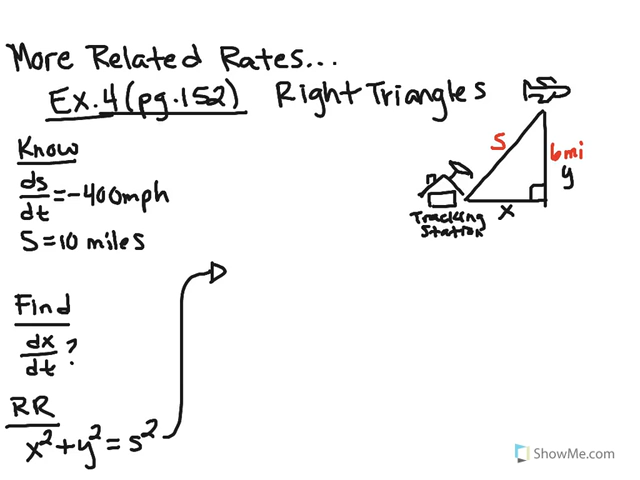 More Related Rates...
Ex.4(pg.152) Right Triangles
Know
ds/dt = -400mph
S = 10 miles
S
6mi
y
x
Tracking
Station
Find
dx/dt ?
RR
x² + y² = s²
ShowMe.com